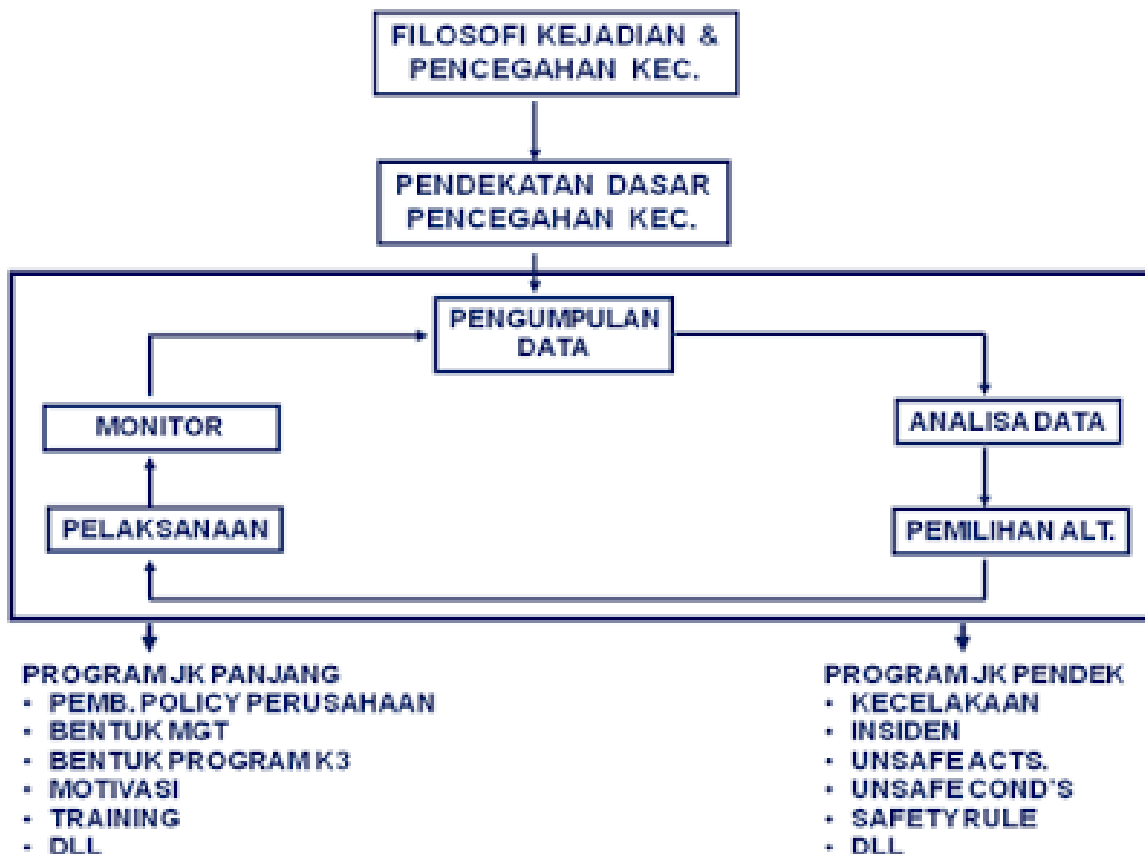 FILOSOFI KEJADIAN &
PENCEGAHAN KEC.
PENDEKATAN DASAR
PENCEGAHAN KEC.
PENGUMPULAN
DATA
MONITOR
ANALISA DATA
PELAKSANAAN
PEMILIHAN ALT.
PROGRAM JK PANJANG
• PEMB. POLICY PERUSAHAAN
• BENTUK MGT
• BENTUK PROGRAM K3
• MOTIVASI
• TRAINING
• DLL
PROGRAM JK PENDEK
• KECELAKAAN
• INSIDEN
• UNSAFE ACTS.
• UNSAFE COND'S
• SAFETY RULE
• DLL